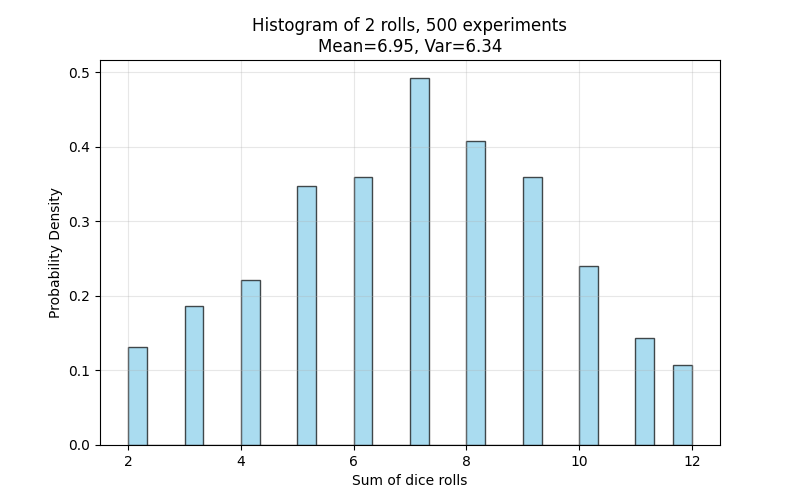 Histogram of 2 rolls, 500 experiments
Mean=6.95, Var=6.34
Probability Density
0.5
0.4
0.3
0.2
0.1
0.0
2 4 6 8 10 12
Sum of dice rolls